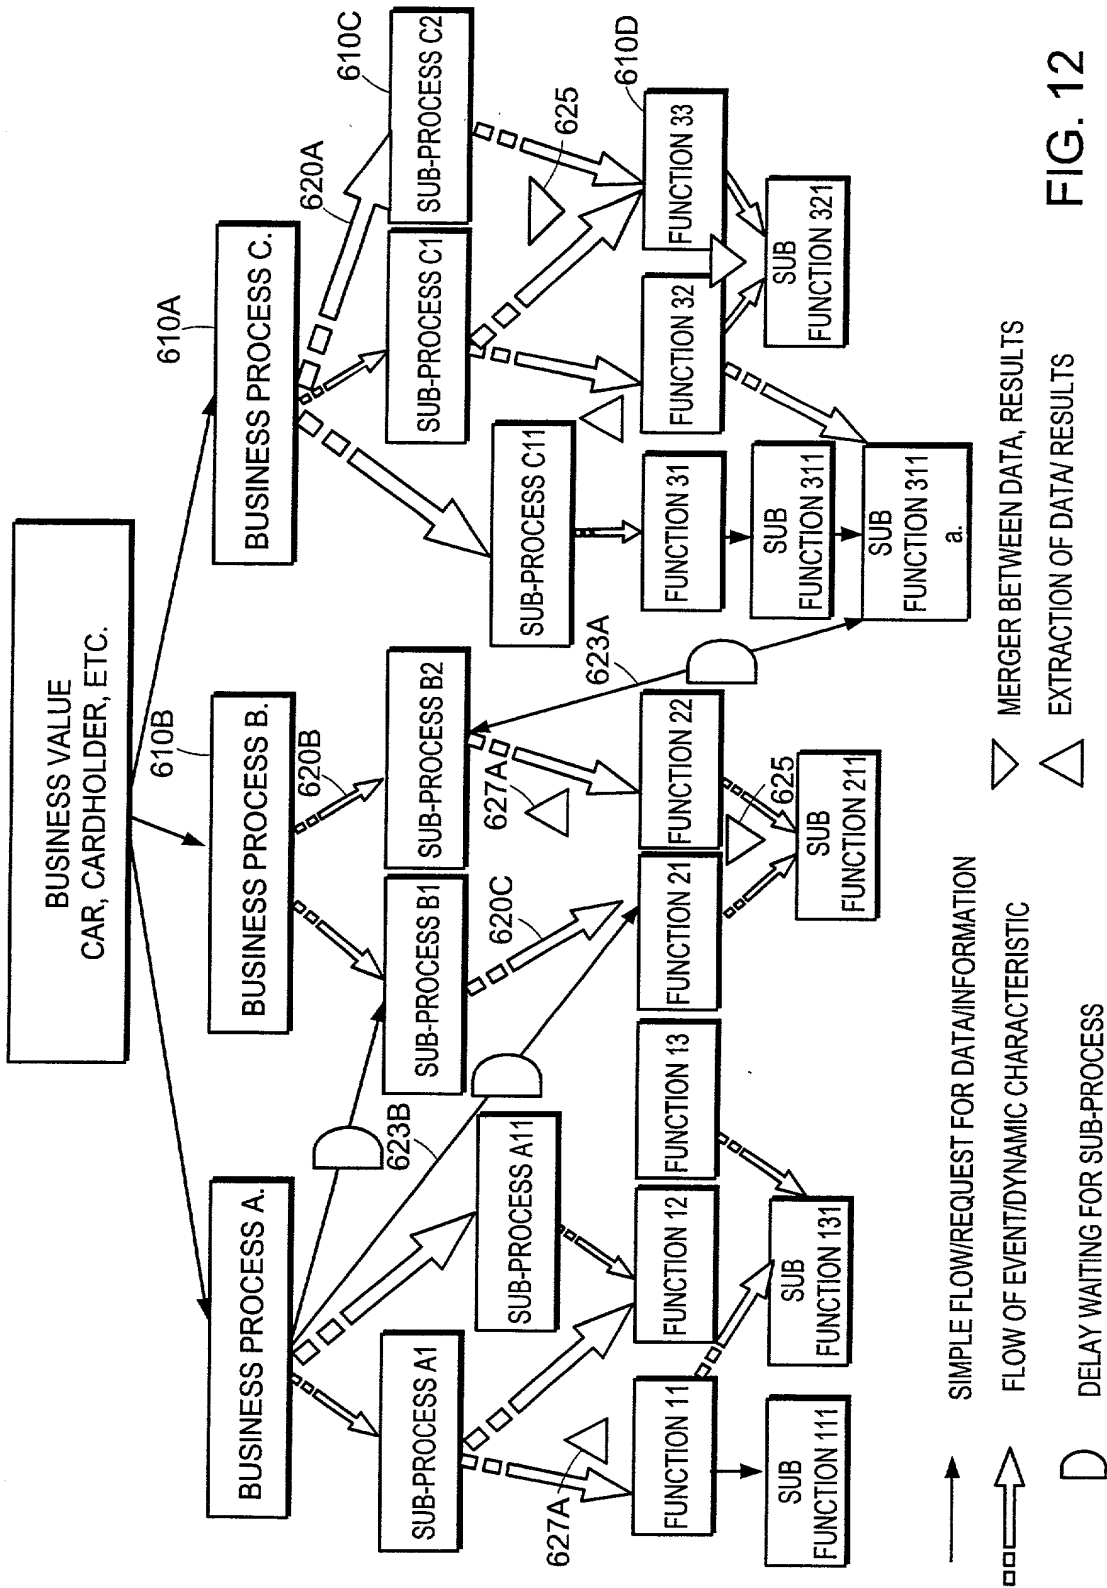 BUSINESS VALUE
CAR, CARDHOLDER, ETC.
610A
610B
BUSINESS PROCESS A.
BUSINESS PROCESS B.
BUSINESS PROCESS C.
620B
620A
610C
623B
SUB-PROCESS A1
SUB-PROCESS A11
SUB-PROCESS B1
SUB-PROCESS B2
SUB-PROCESS C11
SUB-PROCESS C1
SUB-PROCESS C2
627A
620C
627A
623A
625
610D
FUNCTION 11
FUNCTION 12
FUNCTION 13
FUNCTION 21
FUNCTION 22
FUNCTION 31
FUNCTION 32
FUNCTION 33
625
SUB
FUNCTION 111
SUB
FUNCTION 131
SUB
FUNCTION 211
SUB
FUNCTION 311
SUB
FUNCTION 321
SUB
FUNCTION 311
a.
SIMPLE FLOW/REQUEST FOR DATA/INFORMATION
FLOW OF EVENT/DYNAMIC CHARACTERISTIC
DELAY WAITING FOR SUB-PROCESS
MERGER BETWEEN DATA, RESULTS
EXTRACTION OF DATA/ RESULTS
FIG. 12